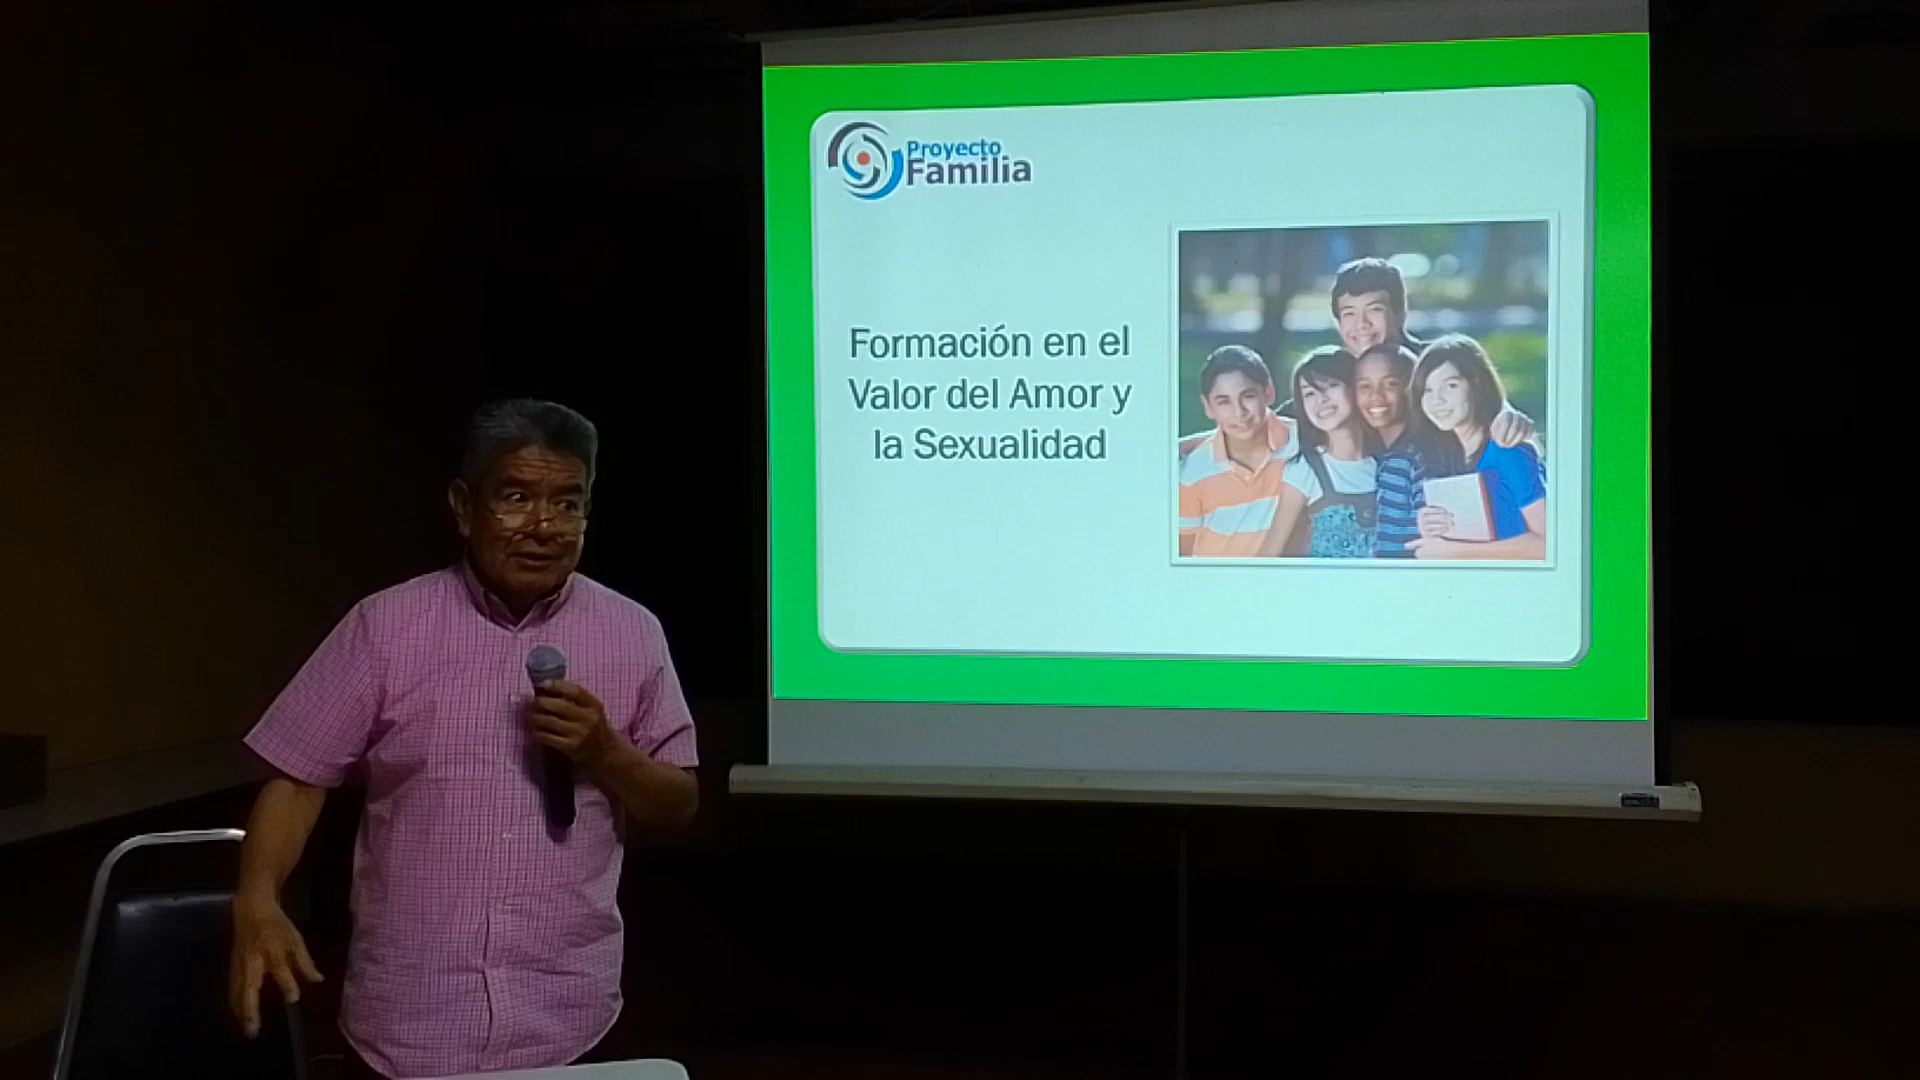 Proyecto
Familia
Formación en el
Valor del Amor y
la Sexualidad